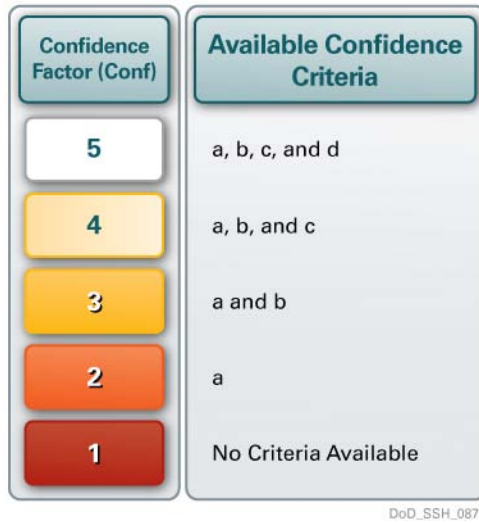 Confidence
Factor (Conf)
Available Confidence
Criteria
5
a, b, c, and d
4
a, b, and c
3
a and b
2
a
1
No Criteria Available
DoD_SSH_087